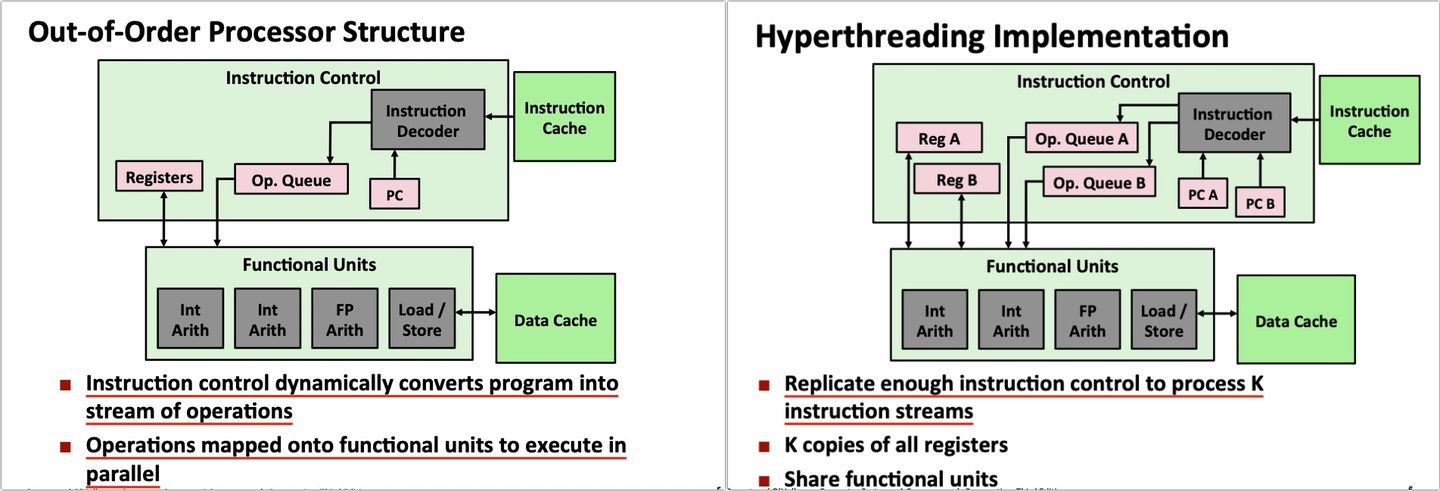 Out-of-Order Processor Structure
Instruction Control
Instruction
Decoder
Instruction
Cache
Registers
Op. Queue
PC
Functional Units
Int
Arith
Int
Arith
FP
Arith
Load /
Store
Data Cache
■ Instruction control dynamically converts program into
stream of operations
■ Operations mapped onto functional units to execute in
parallel
Hyperthreading Implementation
Instruction Control
Instruction
Decoder
Instruction
Cache
Reg A
Op. Queue A
Reg B
Op. Queue B
PC A
PC B
Functional Units
Int
Arith
Int
Arith
FP
Arith
Load /
Store
Data Cache
■ Replicate enough instruction control to process K
instruction streams
■ K copies of all registers
■ Share functional units